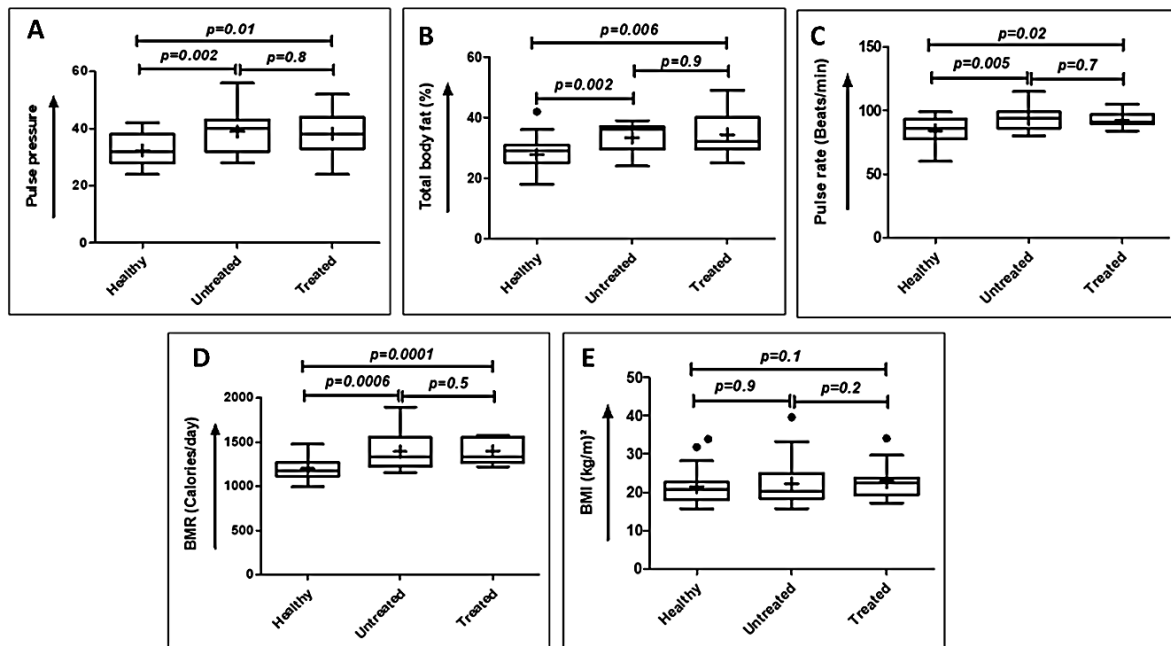 A
p=0.01
p=0.002
p=0.8
60
40
20
0
Pulse pressure
Healthy
Untreated
Treated
B
p=0.006
p=0.9
p=0.002
60
40
20
0
Total body fat (%)
Healthy
Untreated
Treated
C
p=0.02
p=0.005
p=0.7
150
100
50
0
Pulse rate (Beats/min)
Healthy
Untreated
Treated
D
p=0.0001
p=0.0006
p=0.5
2000
1500
1000
500
0
BMR (Calories/day)
Healthy
Untreated
Treated
E
p=0.1
p=0.9
p=0.2
50
40
30
20
10
0
BMI (kg/m)²
Healthy
Untreated
Treated